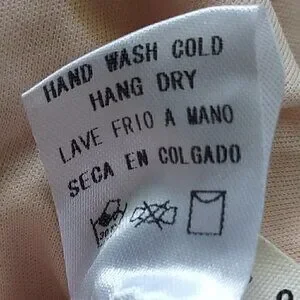 HAND WASH COLD
HANG DRY
LAVE FRIO A MANO
SECA EN COLGADO